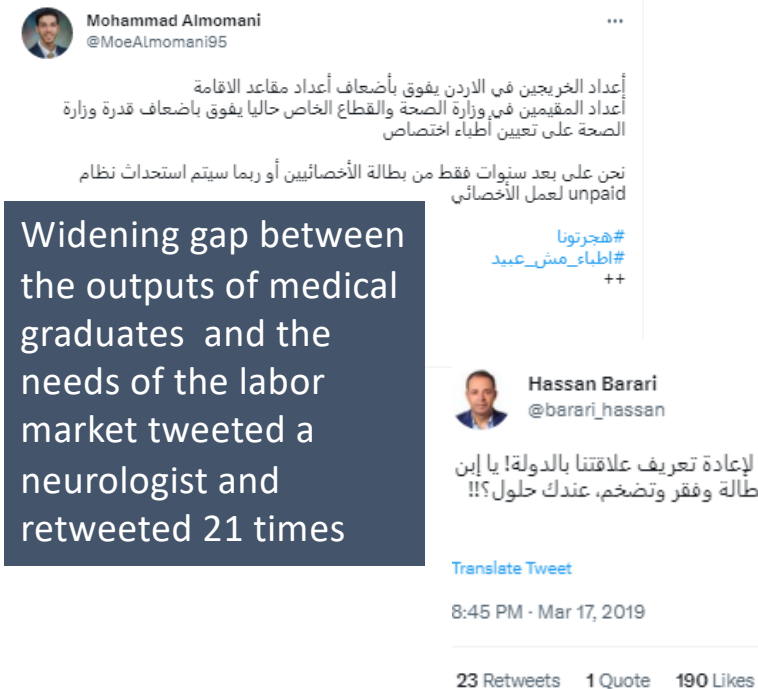 Mohammad Almomani
@MoeAlmomani95
...
أعداد الخريجين في الاردن يفوق بأضعاف أعداد مقاعد الاقامة
أعداد المقيمين في وزارة الصحة والقطاع الخاص حاليا يفوق باضعاف قدرة وزارة
الصحة على تعيين أطباء اختصاص
نحن على بعد سنوات فقط من بطالة الأخصائيين أو ربما سيتم استحداث نظام
unpaid لعمل الأخصائي
#هجرتونا
#اطباء_مش_عبيد
++
Widening gap between
the outputs of medical
graduates and the
needs of the labor
market tweeted a
neurologist and
retweeted 21 times
Hassan Barari
@barari_hassan
لإعادة تعريف علاقتنا بالدولة! يا إبن
طالة وفقر وتضخم، عندك حلول؟!!
Translate Tweet
8:45 PM · Mar 17, 2019
23 Retweets 1 Quote 190 Likes